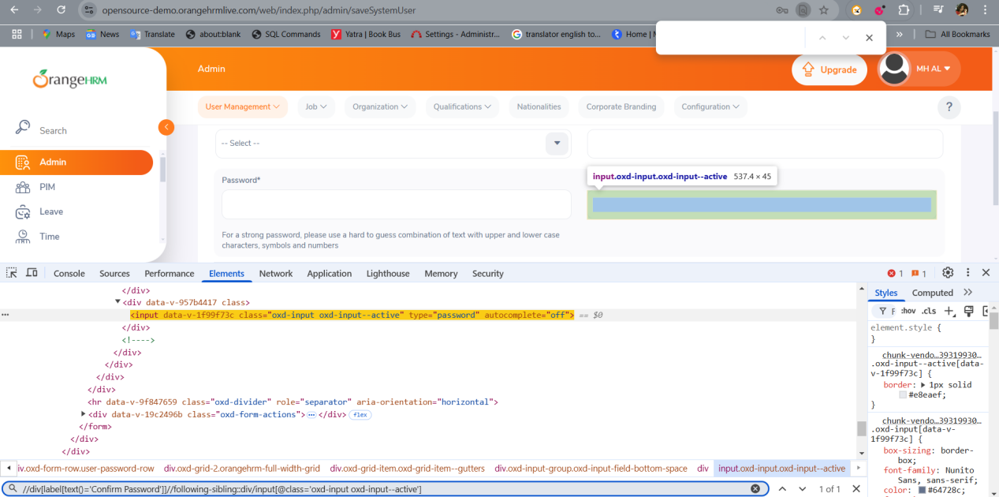 opensource-demo.orangehrmlive.com/web/index.php/admin/saveSystemUser
Maps News Translate about:blank SQL Commands Yatra | Book Bus Settings - Administr... translator english to... Home | » All Bookmarks
OrangeHRM
Admin
Upgrade
MH AL
User Management Job Organization Qualifications Nationalities Corporate Branding Configuration ?
Search
-- Select --
Admin
input.oxd-input.oxd-input--active 537.4 × 45
Password*
PIM
Leave
For a strong password, please use a hard to guess combination of text with upper and lower case
characters, symbols and numbers
Time
Console Sources Performance Elements Network Application Lighthouse Memory Security 1 1
</div>
<div data-v-957b4417 class>
<input data-v-1f99f73c class="oxd-input oxd-input--active" type="password" autocomplete="off"> == $0
</div>
<!---->
</div>
</div>
</div>
</div>
<hr data-v-9f847659 class="oxd-divider" role="separator" aria-orientation="horizontal">
<div data-v-19c2496b class="oxd-form-actions">…</div> flex
</form>
</div>
</div>
Styles Computed »
F :hov .cls
element.style {
}
chunk-vendo…39319930…
.oxd-input--active[data-
v-1f99f73c] {
border: 1px solid
#e8eaef;
}
chunk-vendo…39319930…
.oxd-input[data-v-
1f99f73c] {
box-sizing: border-
box;
font-family: Nunito
Sans, sans-serif;
color: #64728c;
iv.oxd-form-row.user-password-row div.oxd-grid-2.orangehrm-full-width-grid div.oxd-grid-item.oxd-grid-item--gutters div.oxd-input-group.oxd-input-field-bottom-space div input.oxd-input.oxd-input--active
//div[label[text()='Confirm Password']]//following-sibling::div/input[@class='oxd-input oxd-input--active'] 1 of 1